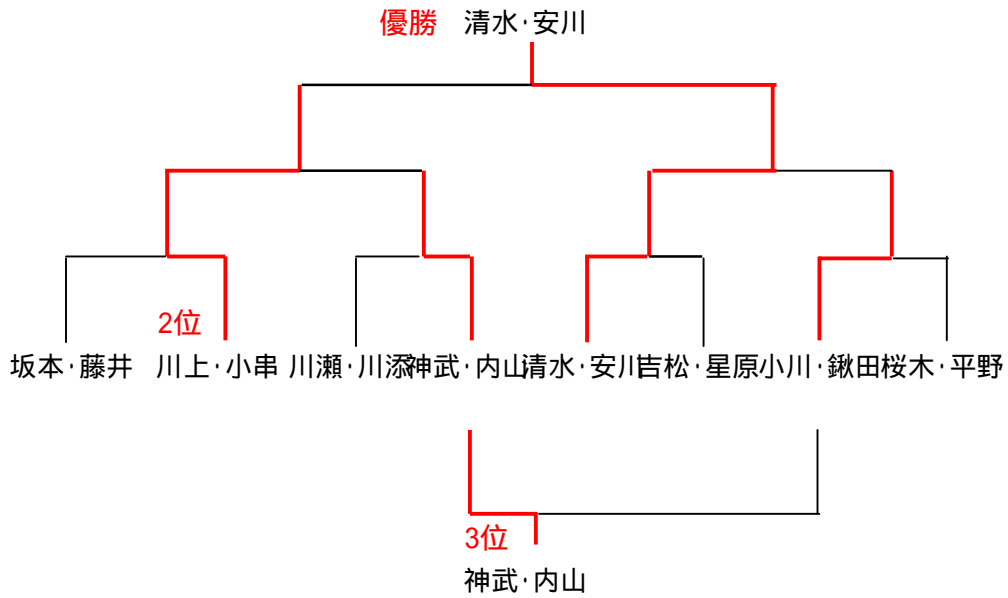 優勝 清水・安川
2位
坂本・藤井 川上・小串 川瀬・川添 神武・内山 清水・安川 吉松・星原 小川・鍬田 桜木・平野
3位
神武・内山